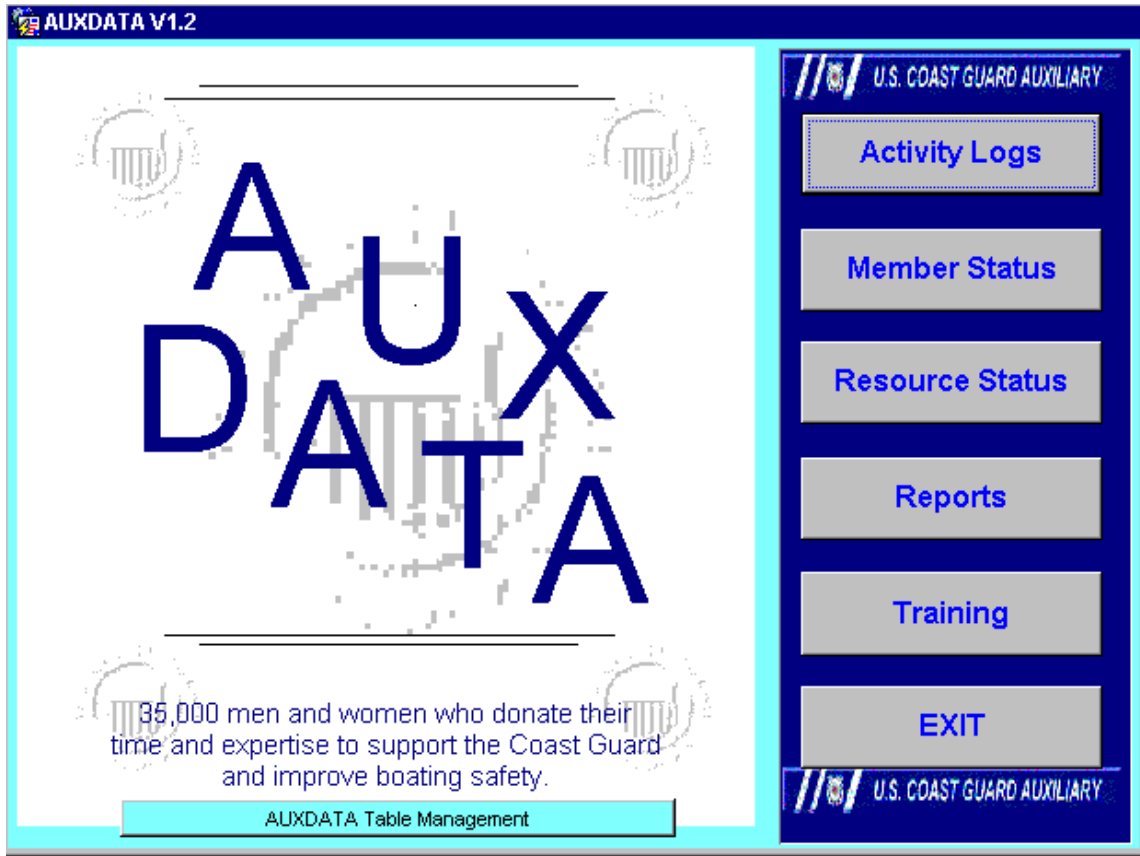 AUXDATA V1.2
A
U
X
D
A
T
A
35,000 men and women who donate their
time and expertise to support the Coast Guard
and improve boating safety.
AUXDATA Table Management
U.S. COAST GUARD AUXILIARY
Activity Logs
Member Status
Resource Status
Reports
Training
EXIT
U.S. COAST GUARD AUXILIARY